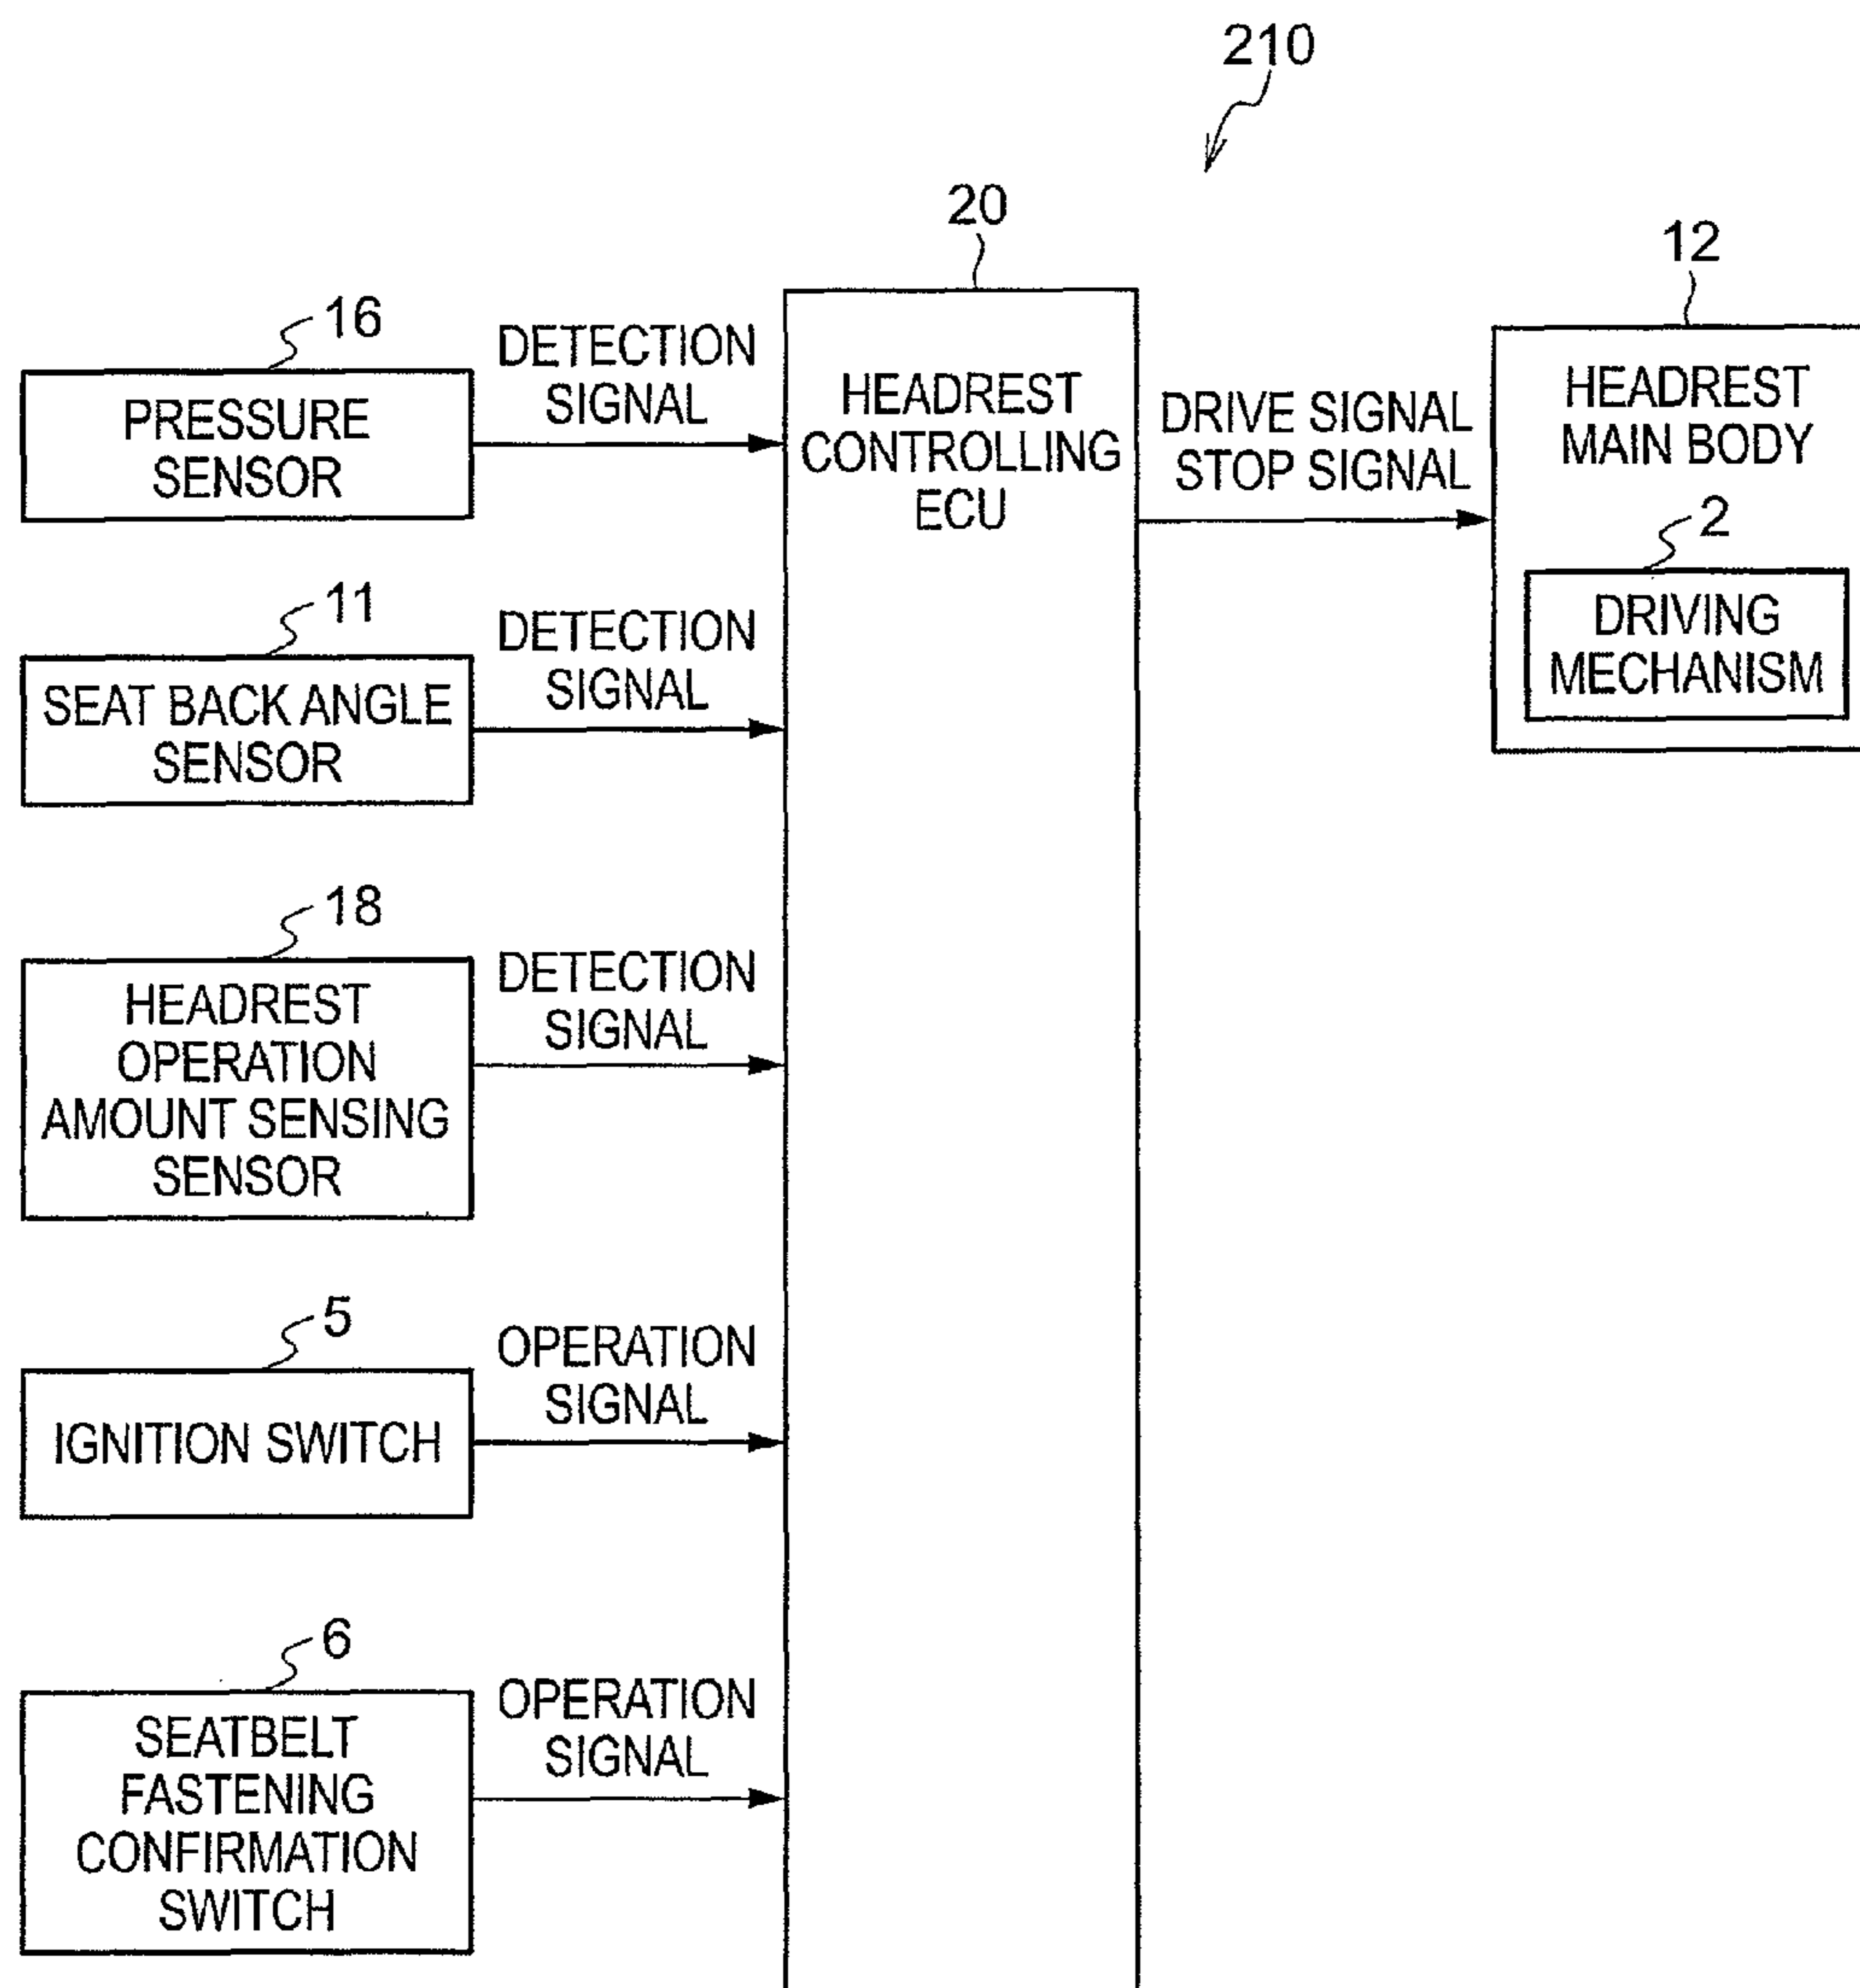 210
20
12
16
DETECTION
SIGNAL
PRESSURE
SENSOR
HEADREST
CONTROLLING
ECU
DRIVE SIGNAL
STOP SIGNAL
HEADREST
MAIN BODY
2
DRIVING
MECHANISM
11
DETECTION
SIGNAL
SEAT BACK ANGLE
SENSOR
18
DETECTION
SIGNAL
HEADREST
OPERATION
AMOUNT SENSING
SENSOR
5
OPERATION
SIGNAL
IGNITION SWITCH
6
OPERATION
SIGNAL
SEATBELT
FASTENING
CONFIRMATION
SWITCH